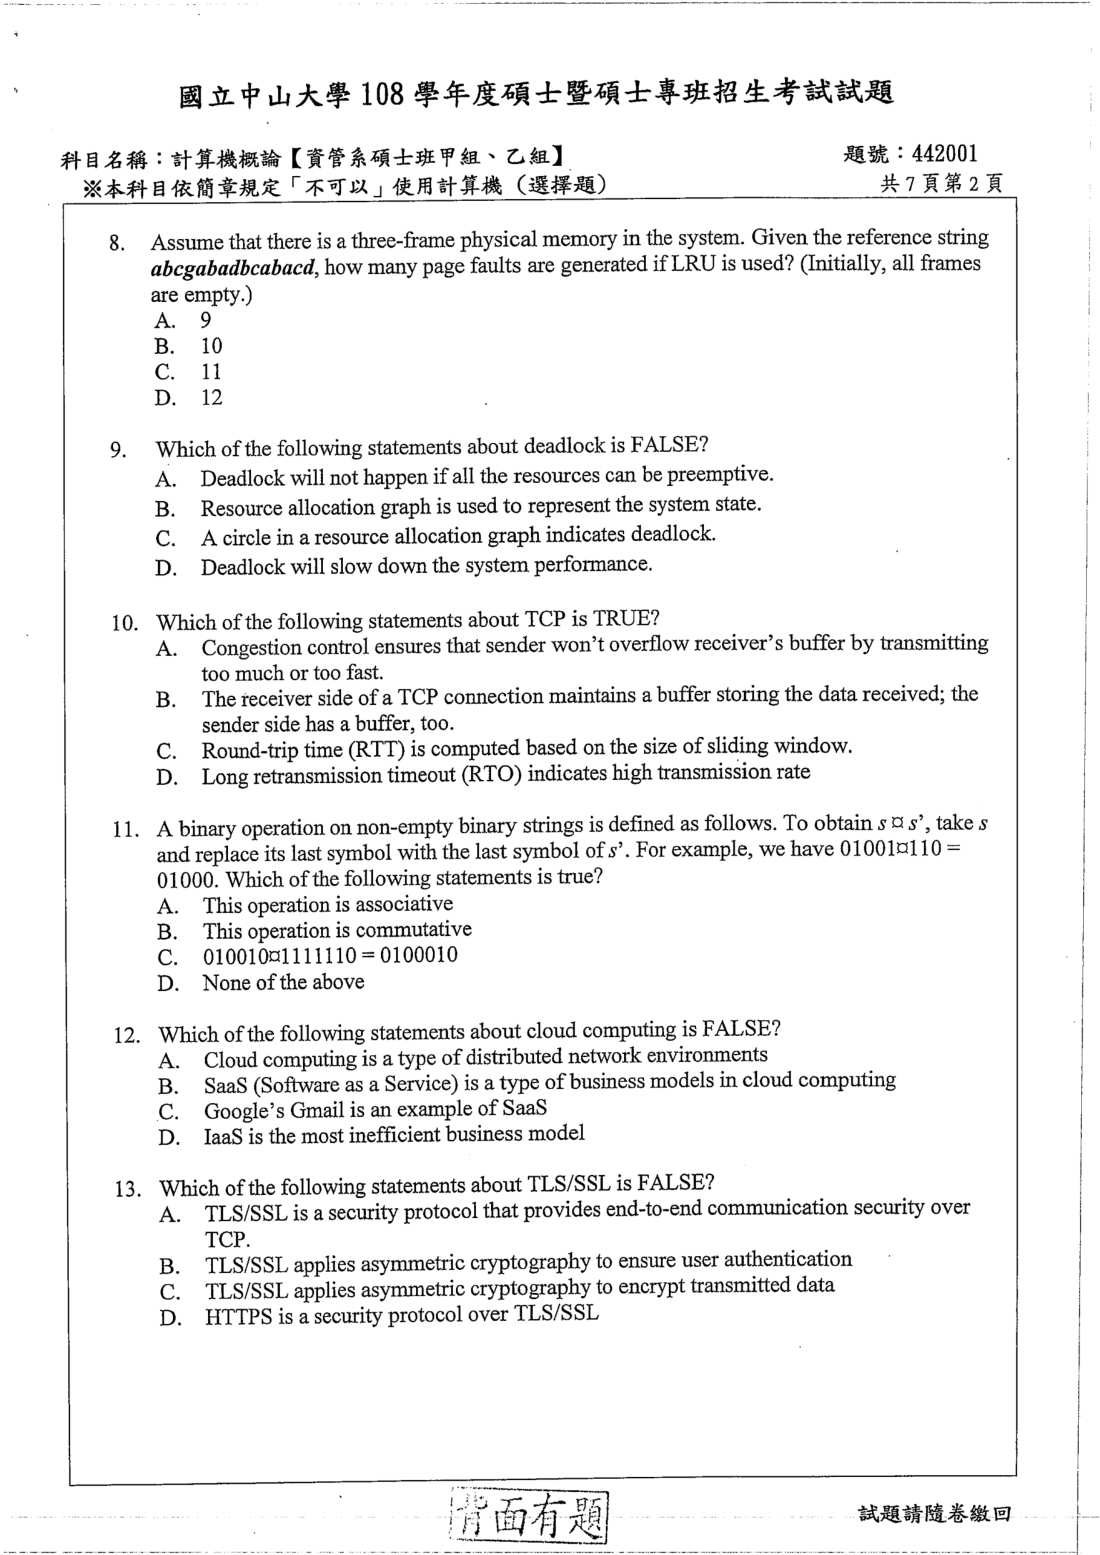 國立中山大學 108 學年度碩士暨碩士專班招生考試試題
科目名稱：計算機概論【資管系碩士班甲組、乙組】
題號：442001
※本科目依簡章規定「不可以」使用計算機（選擇題）
共 7 頁第 2 頁
8. Assume that there is a three-frame physical memory in the system. Given the reference string
abcgabadbcabacd, how many page faults are generated if LRU is used? (Initially, all frames
are empty.)
A. 9
B. 10
C. 11
D. 12
9. Which of the following statements about deadlock is FALSE?
A. Deadlock will not happen if all the resources can be preemptive.
B. Resource allocation graph is used to represent the system state.
C. A circle in a resource allocation graph indicates deadlock.
D. Deadlock will slow down the system performance.
10. Which of the following statements about TCP is TRUE?
A. Congestion control ensures that sender won't overflow receiver's buffer by transmitting
too much or too fast.
B. The receiver side of a TCP connection maintains a buffer storing the data received; the
sender side has a buffer, too.
C. Round-trip time (RTT) is computed based on the size of sliding window.
D. Long retransmission timeout (RTO) indicates high transmission rate
11. A binary operation on non-empty binary strings is defined as follows. To obtain s ¤ s', take s
and replace its last symbol with the last symbol of s'. For example, we have 01001¤110 =
01000. Which of the following statements is true?
A. This operation is associative
B. This operation is commutative
C. 010010¤1111110 = 0100010
D. None of the above
12. Which of the following statements about cloud computing is FALSE?
A. Cloud computing is a type of distributed network environments
B. SaaS (Software as a Service) is a type of business models in cloud computing
C. Google's Gmail is an example of SaaS
D. IaaS is the most inefficient business model
13. Which of the following statements about TLS/SSL is FALSE?
A. TLS/SSL is a security protocol that provides end-to-end communication security over
TCP.
B. TLS/SSL applies asymmetric cryptography to ensure user authentication
C. TLS/SSL applies asymmetric cryptography to encrypt transmitted data
D. HTTPS is a security protocol over TLS/SSL
背面有題
試題請隨卷繳回